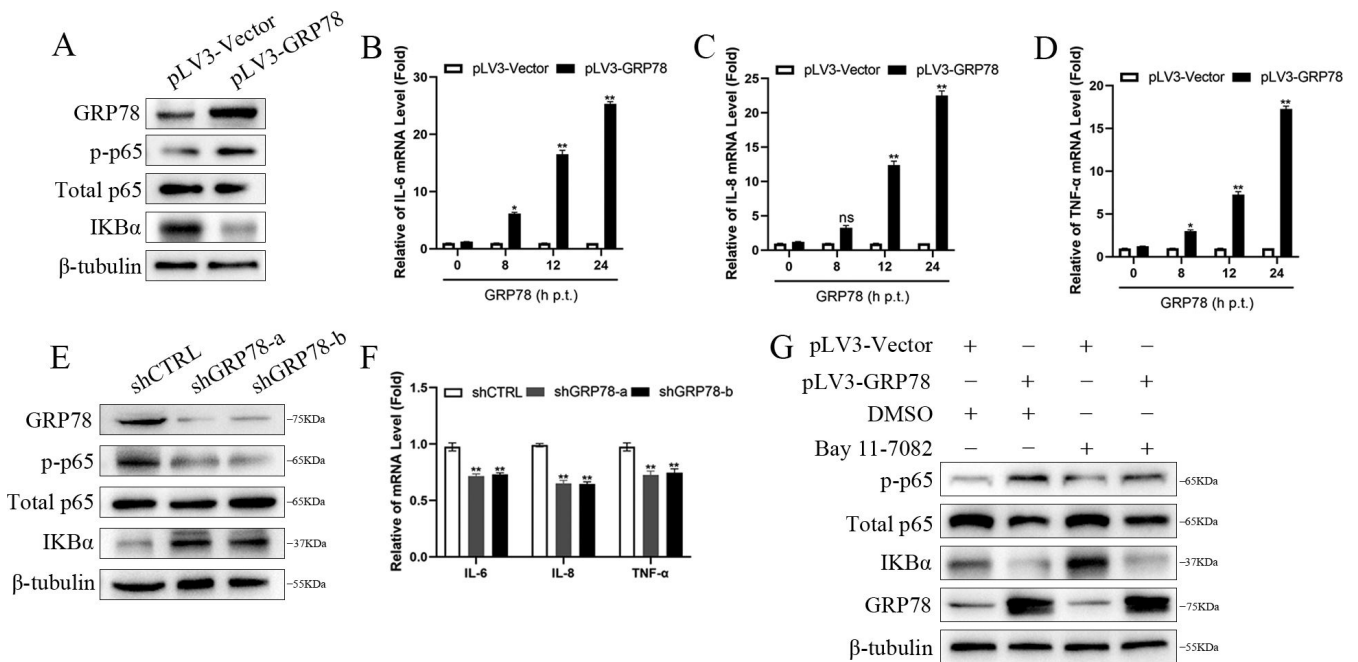 A
pLV3-Vector
pLV3-GRP78
GRP78
p-p65
Total p65
IKBα
β-tubulin
B
pLV3-Vector pLV3-GRP78
Relative of IL-6 mRNA Level (Fold)
30
20
10
0
* ** **
0 8 12 24
GRP78 (h p.t.)
C
pLV3-Vector pLV3-GRP78
Relative of IL-8 mRNA Level (Fold)
25
20
15
10
5
0
ns ** **
0 8 12 24
GRP78 (h p.t.)
D
pLV3-Vector pLV3-GRP78
Relative of TNF-α mRNA Level (Fold)
20
15
10
5
0
* ** **
0 8 12 24
GRP78 (h p.t.)
E
shCTRL
shGRP78-a
shGRP78-b
GRP78 –75KDa
p-p65 –65KDa
Total p65 –65KDa
IKBα –37KDa
β-tubulin –55KDa
F
shCTRL shGRP78-a shGRP78-b
Relative of mRNA Level (Fold)
1.5
1.0
0.5
0.0
** ** ** ** ** **
IL-6 IL-8 TNF-α
G
pLV3-Vector + − + −
pLV3-GRP78 − + − +
DMSO + + − −
Bay 11-7082 − − + +
p-p65 –65KDa
Total p65 –65KDa
IKBα –37KDa
GRP78 –75KDa
β-tubulin –55KDa